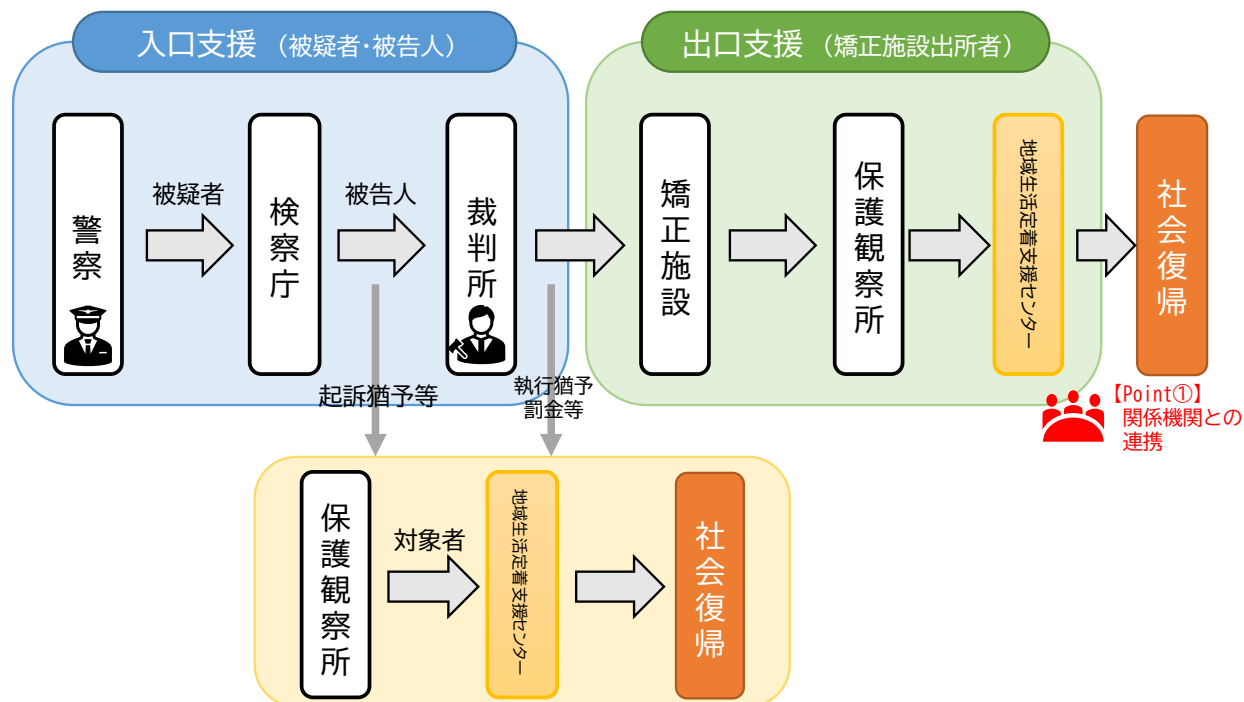 入口支援 （被疑者･被告人）
出口支援 （矯正施設出所者）
警察
被疑者
検察庁
被告人
裁判所
矯正施設
保護観察所
地域生活定着支援センター
社会復帰
起訴猶予等
執行猶予
罰金等
【Point①】
関係機関との
連携
保護観察所
対象者
地域生活定着支援センター
社会復帰